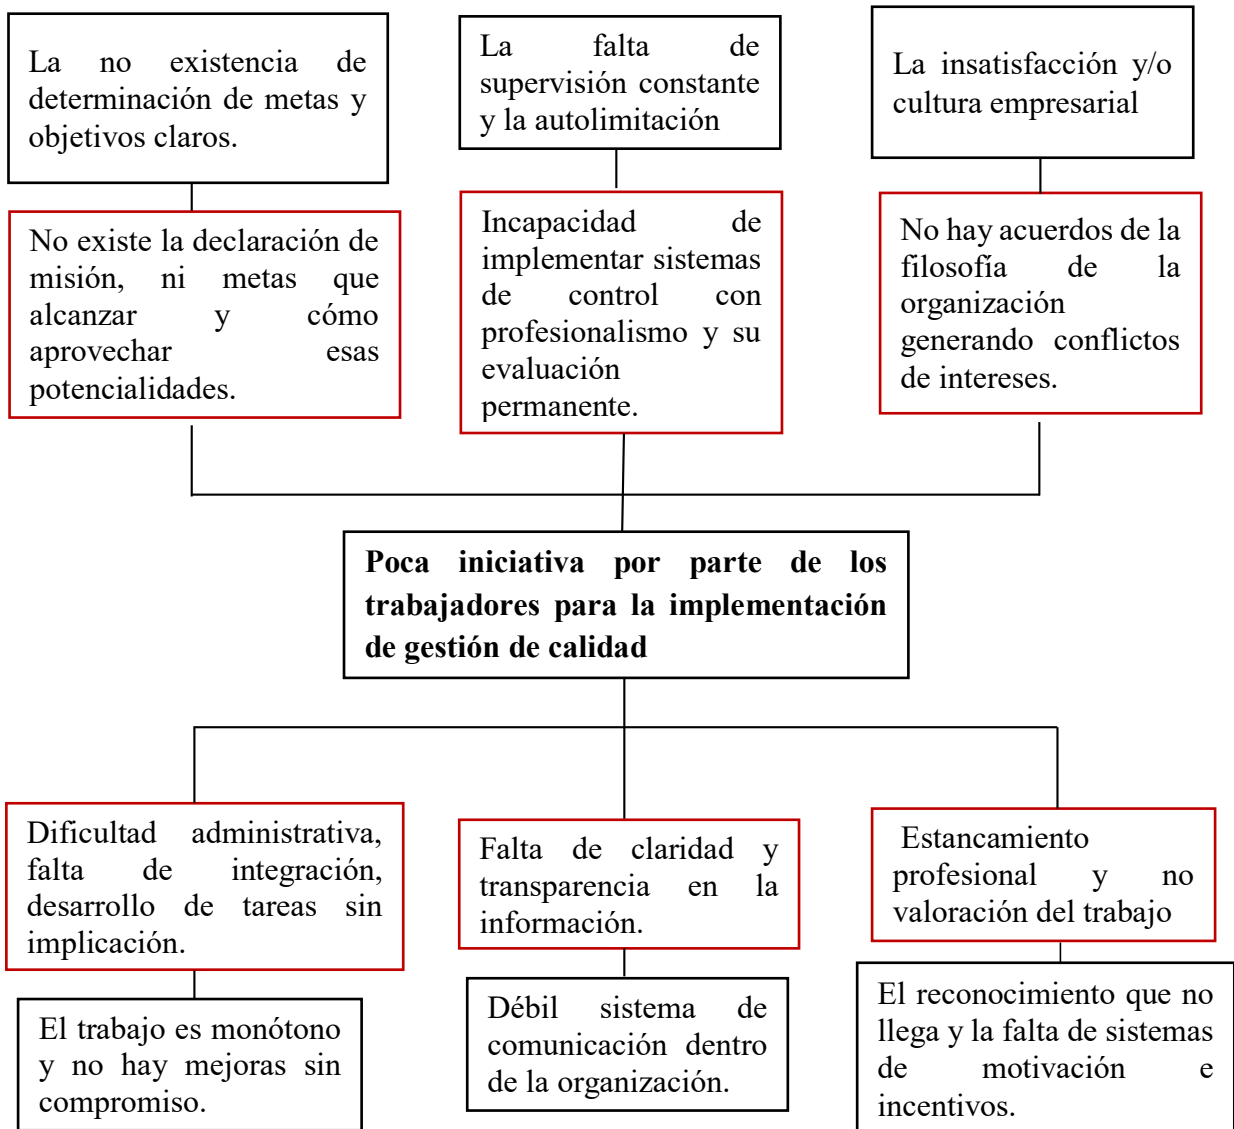 La no existencia de
determinación de metas y
objetivos claros.
La falta de
supervisión constante
y la autolimitación
La insatisfacción y/o
cultura empresarial
No existe la declaración de
misión, ni metas que
alcanzar y cómo
aprovechar esas
potencialidades.
Incapacidad de
implementar sistemas
de control con
profesionalismo y su
evaluación
permanente.
No hay acuerdos de la
filosofía de la
organización
generando conflictos
de intereses.
Poca iniciativa por parte de los
trabajadores para la implementación
de gestión de calidad
Dificultad administrativa,
falta de integración,
desarrollo de tareas sin
implicación.
Falta de claridad y
transparencia en la
información.
Estancamiento
profesional y no
valoración del trabajo
El trabajo es monótono
y no hay mejoras sin
compromiso.
Débil sistema de
comunicación dentro
de la organización.
El reconocimiento que no
llega y la falta de sistemas
de motivación e
incentivos.